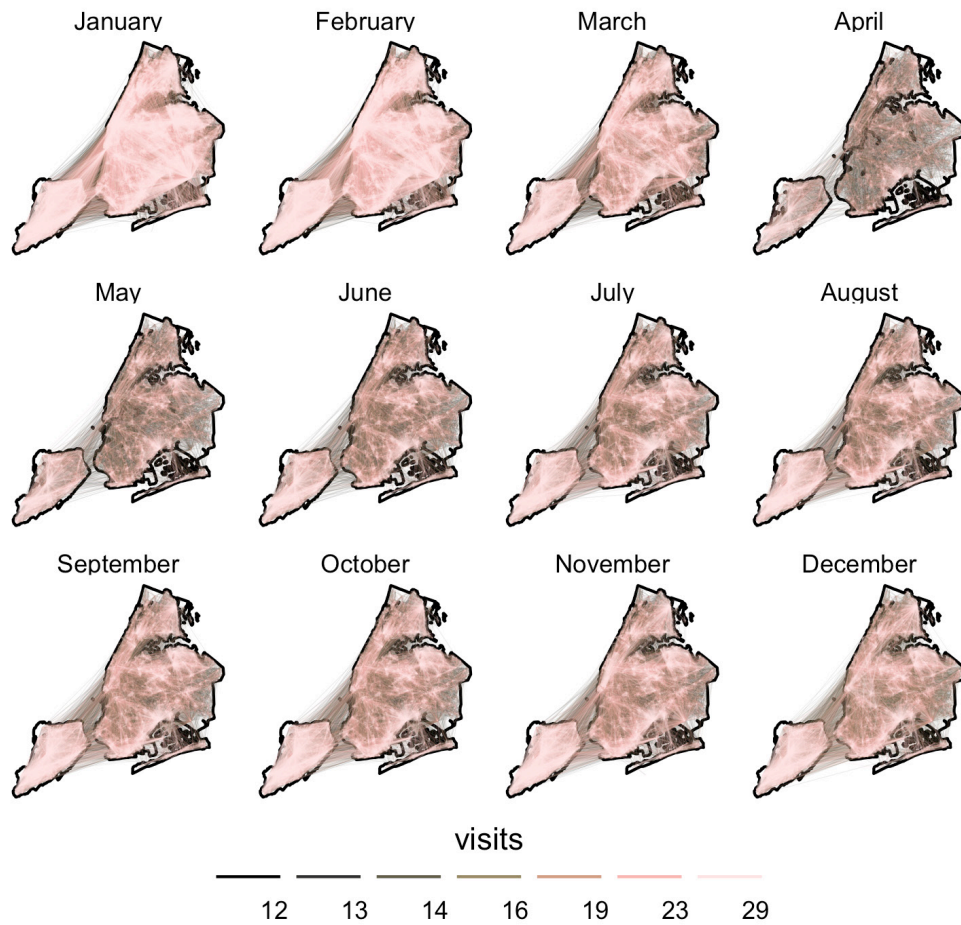 January February March April
May June July August
September October November December
visits
12 13 14 16 19 23 29